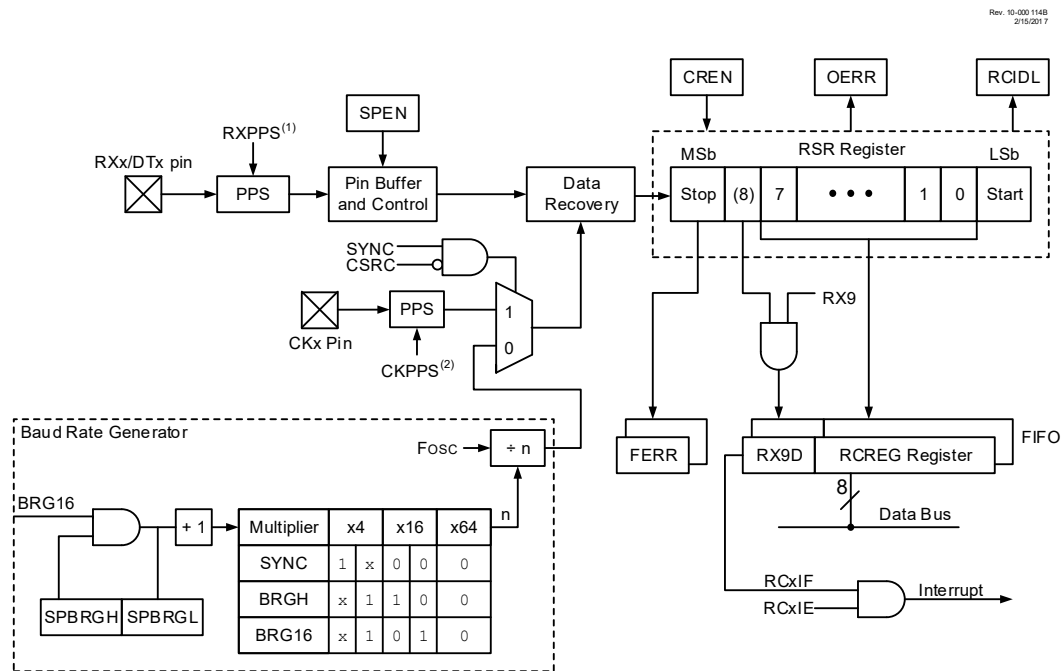 Rev. 10-000 114B
2/15/201 7
CREN
OERR
RCIDL
SPEN
RXPPS(1)
RXx/DTx pin
PPS
Pin Buffer
and Control
Data
Recovery
MSb
RSR Register
LSb
Stop
(8)
7
• • •
1
0
Start
SYNC
CSRC
CKx Pin
PPS
CKPPS(2)
1
0
RX9
FERR
RX9D
RCREG Register
FIFO
8
Data Bus
RCxIF
RCxIE
Interrupt
Baud Rate Generator
FOSC
÷ n
n
BRG16
+ 1
SPBRGH
SPBRGL
Multiplier x4 x16 x64
SYNC 1 x 0 0 0
BRGH x 1 1 0 0
BRG16 x 1 0 1 0